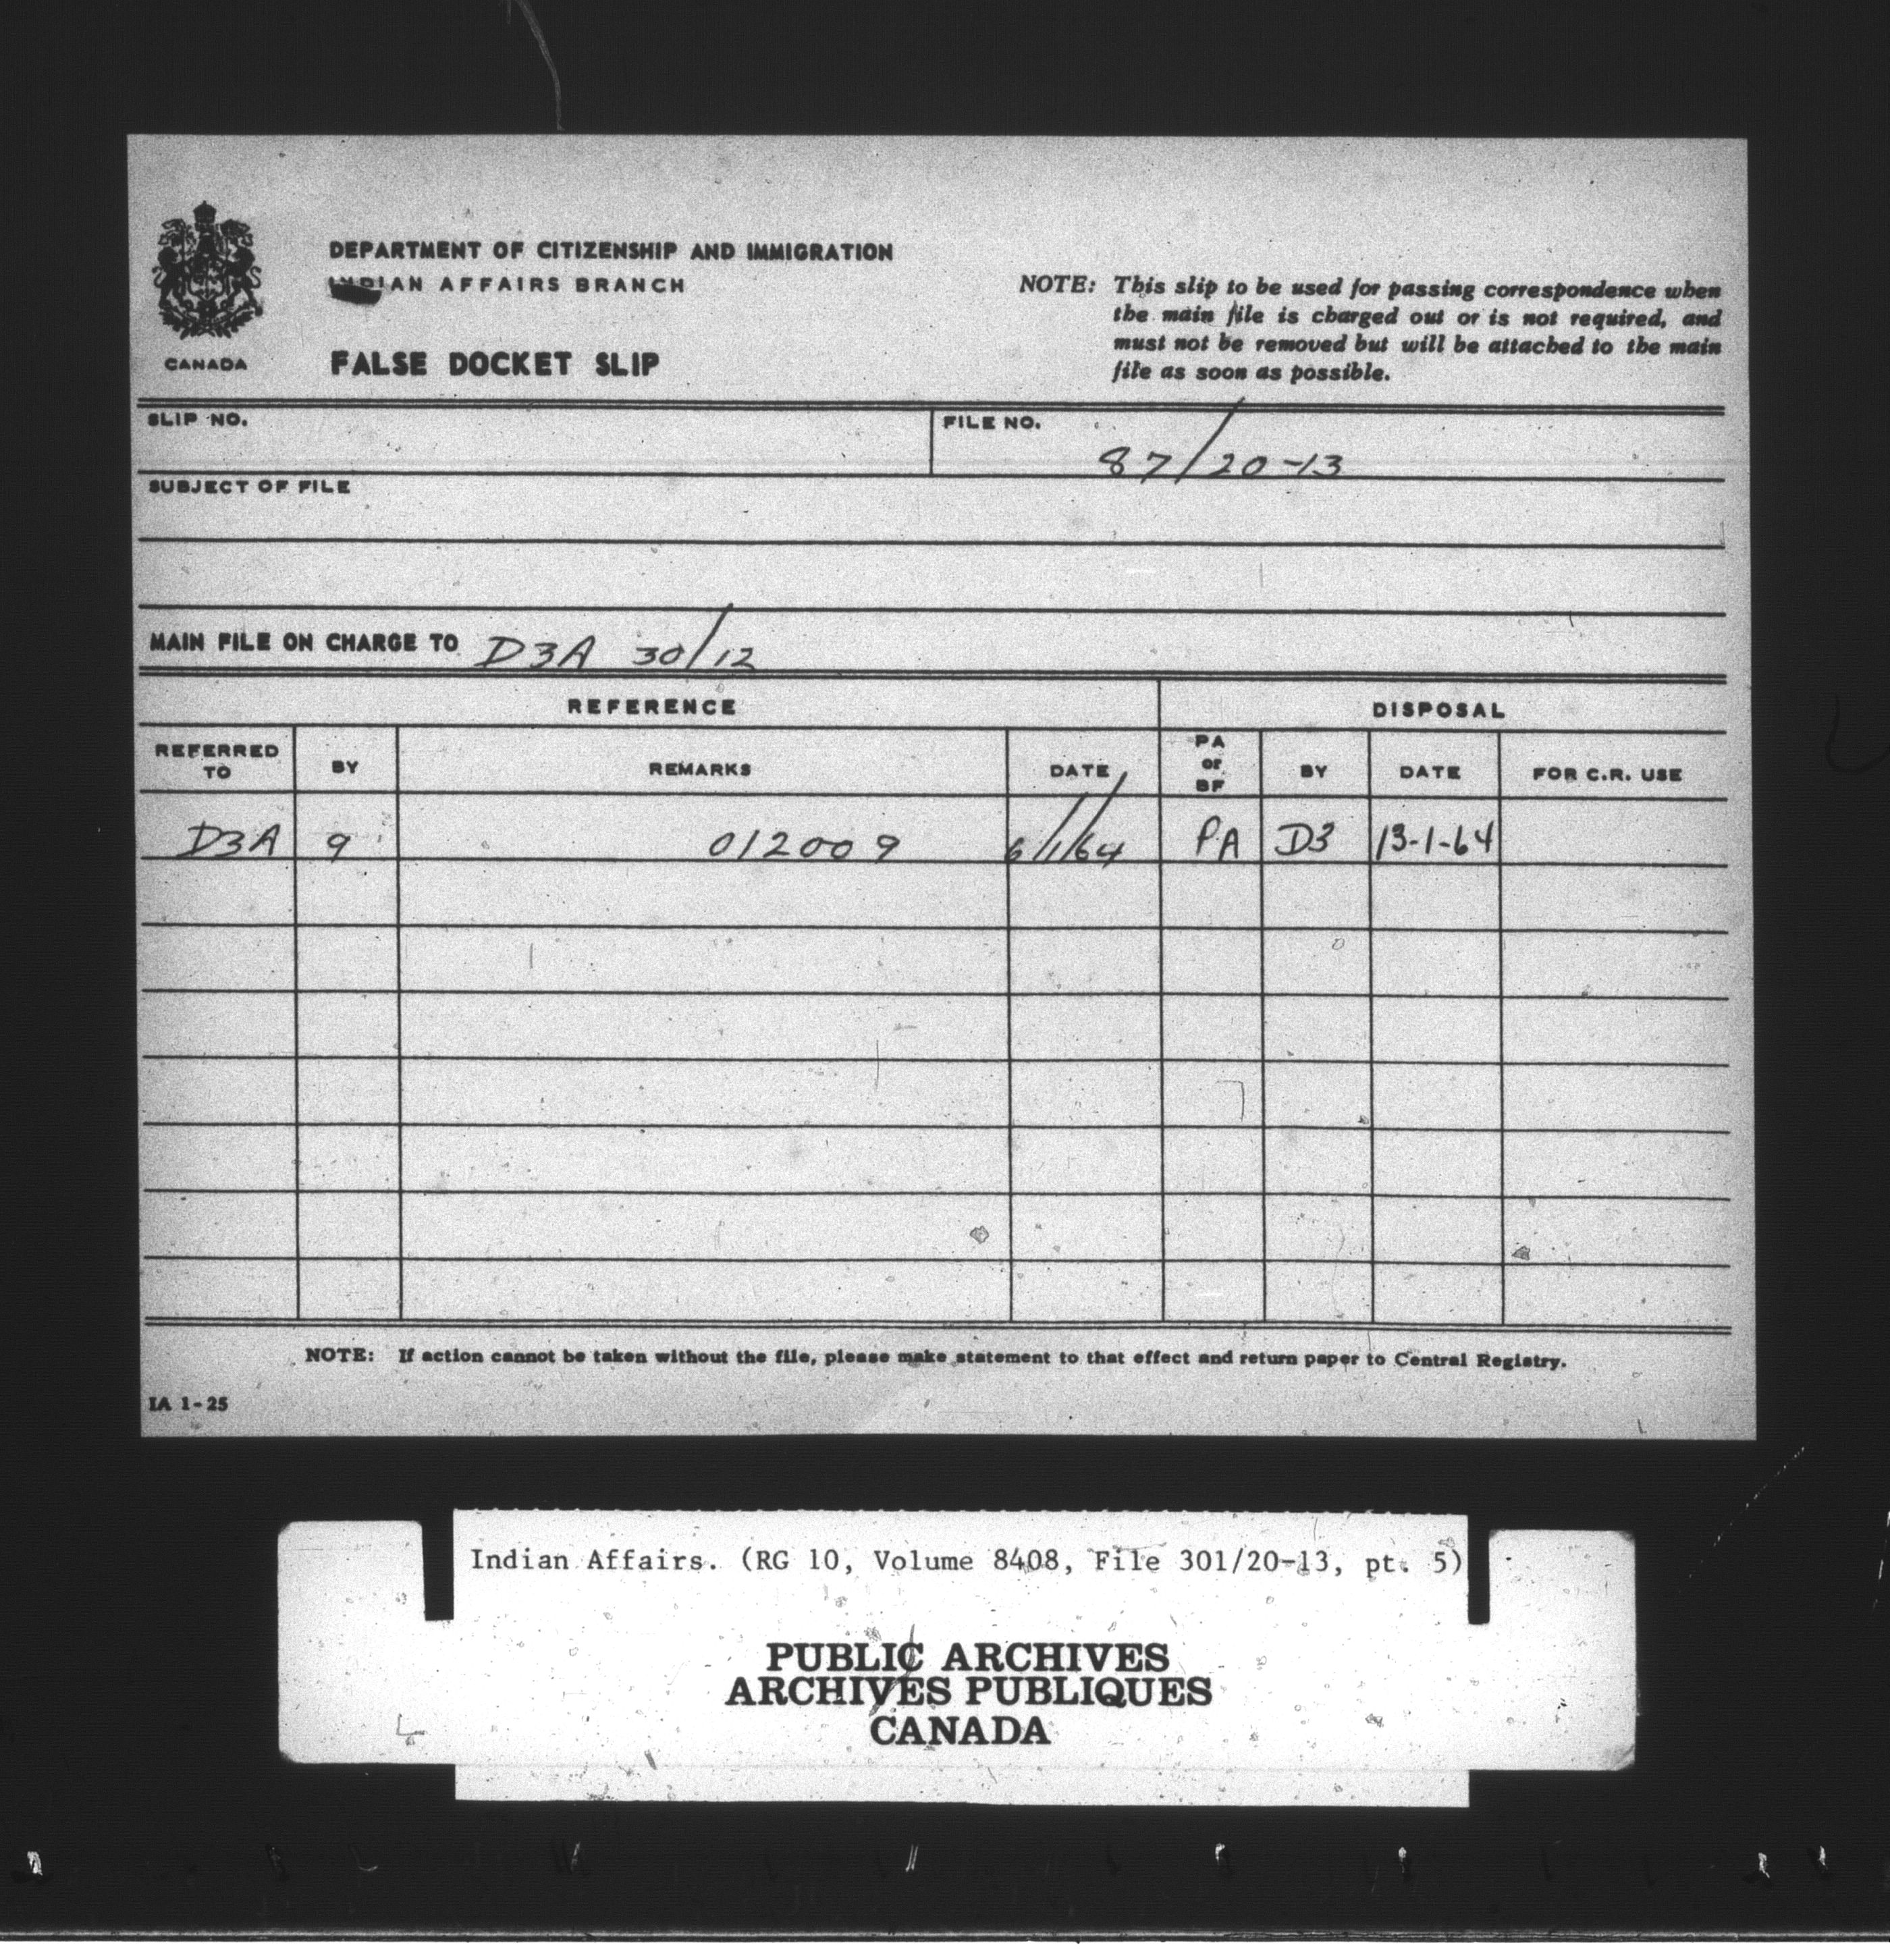 DEPARTMENT OF CITIZENSHIP AND IMMIGRATION
INDIAN AFFAIRS BRANCH
CANADA
FALSE DOCKET SLIP
NOTE: This slip to be used for passing correspondence when
the main file is charged out or is not required, and
must not be removed but will be attached to the main
file as soon as possible.
SLIP NO.
FILE NO. 87/20-13
SUBJECT OF FILE
MAIN FILE ON CHARGE TO D3A 30/12
REFERENCE DISPOSAL
REFERRED TO BY REMARKS DATE PA or BF BY DATE FOR C.R. USE
D3A 9 012009 6/1/64 PA D3 13-1-64
NOTE: If action cannot be taken without the file, please make statement to that effect and return paper to Central Registry.
IA 1-25
Indian Affairs. (RG 10, Volume 8408, File 301/20-13, pt. 5)
PUBLIC ARCHIVES
ARCHIVES PUBLIQUES
CANADA